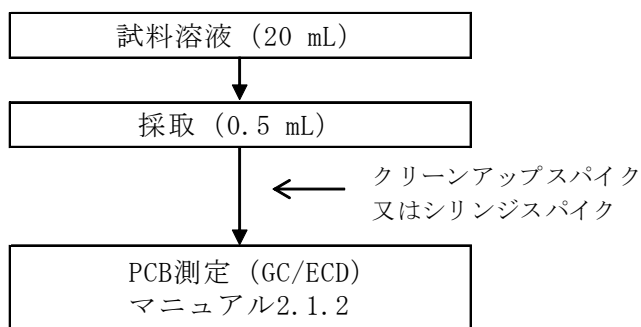 試料溶液 (20 mL)
採取 (0.5 mL)
クリーンアップスパイク
又はシリンジスパイク
PCB測定 (GC/ECD)
マニュアル2.1.2